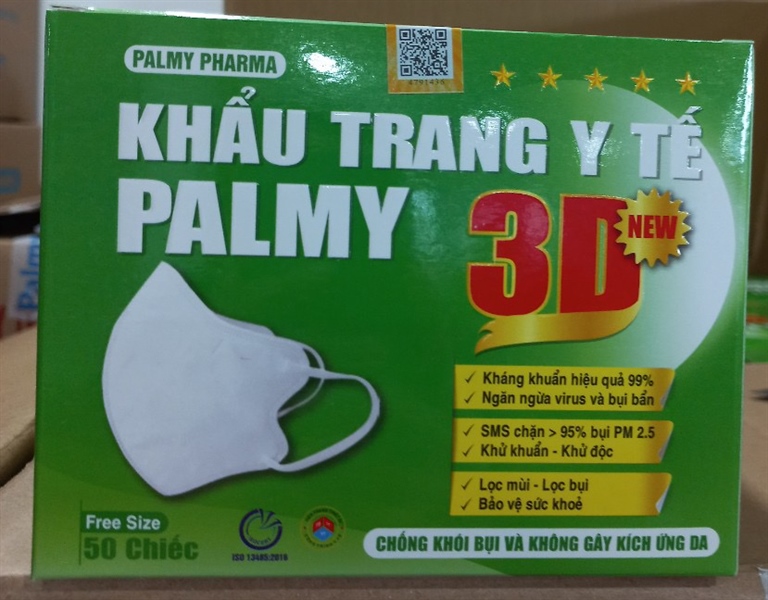 PALMY PHARMA
KHẨU TRANG Y TẾ
PALMY 3D
NEW
✓ Kháng khuẩn hiệu quả 99%
✓ Ngăn ngừa virus và bụi bẩn
✓ SMS chặn > 95% bụi PM 2.5
✓ Khử khuẩn - Khử độc
✓ Lọc mùi - Lọc bụi
✓ Bảo vệ sức khoẻ
Free Size
50 Chiếc
ISO 13485:2016
CHỐNG KHÓI BỤI VÀ KHÔNG GÂY KÍCH ỨNG DA
Palmy